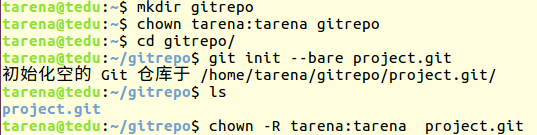 tarena@tedu:~$ mkdir gitrepo
tarena@tedu:~$ chown tarena:tarena gitrepo
tarena@tedu:~$ cd gitrepo/
tarena@tedu:~/gitrepo$ git init --bare project.git
初始化空的 Git 仓库于 /home/tarena/gitrepo/project.git/
tarena@tedu:~/gitrepo$ ls
project.git
tarena@tedu:~/gitrepo$ chown -R tarena:tarena  project.git